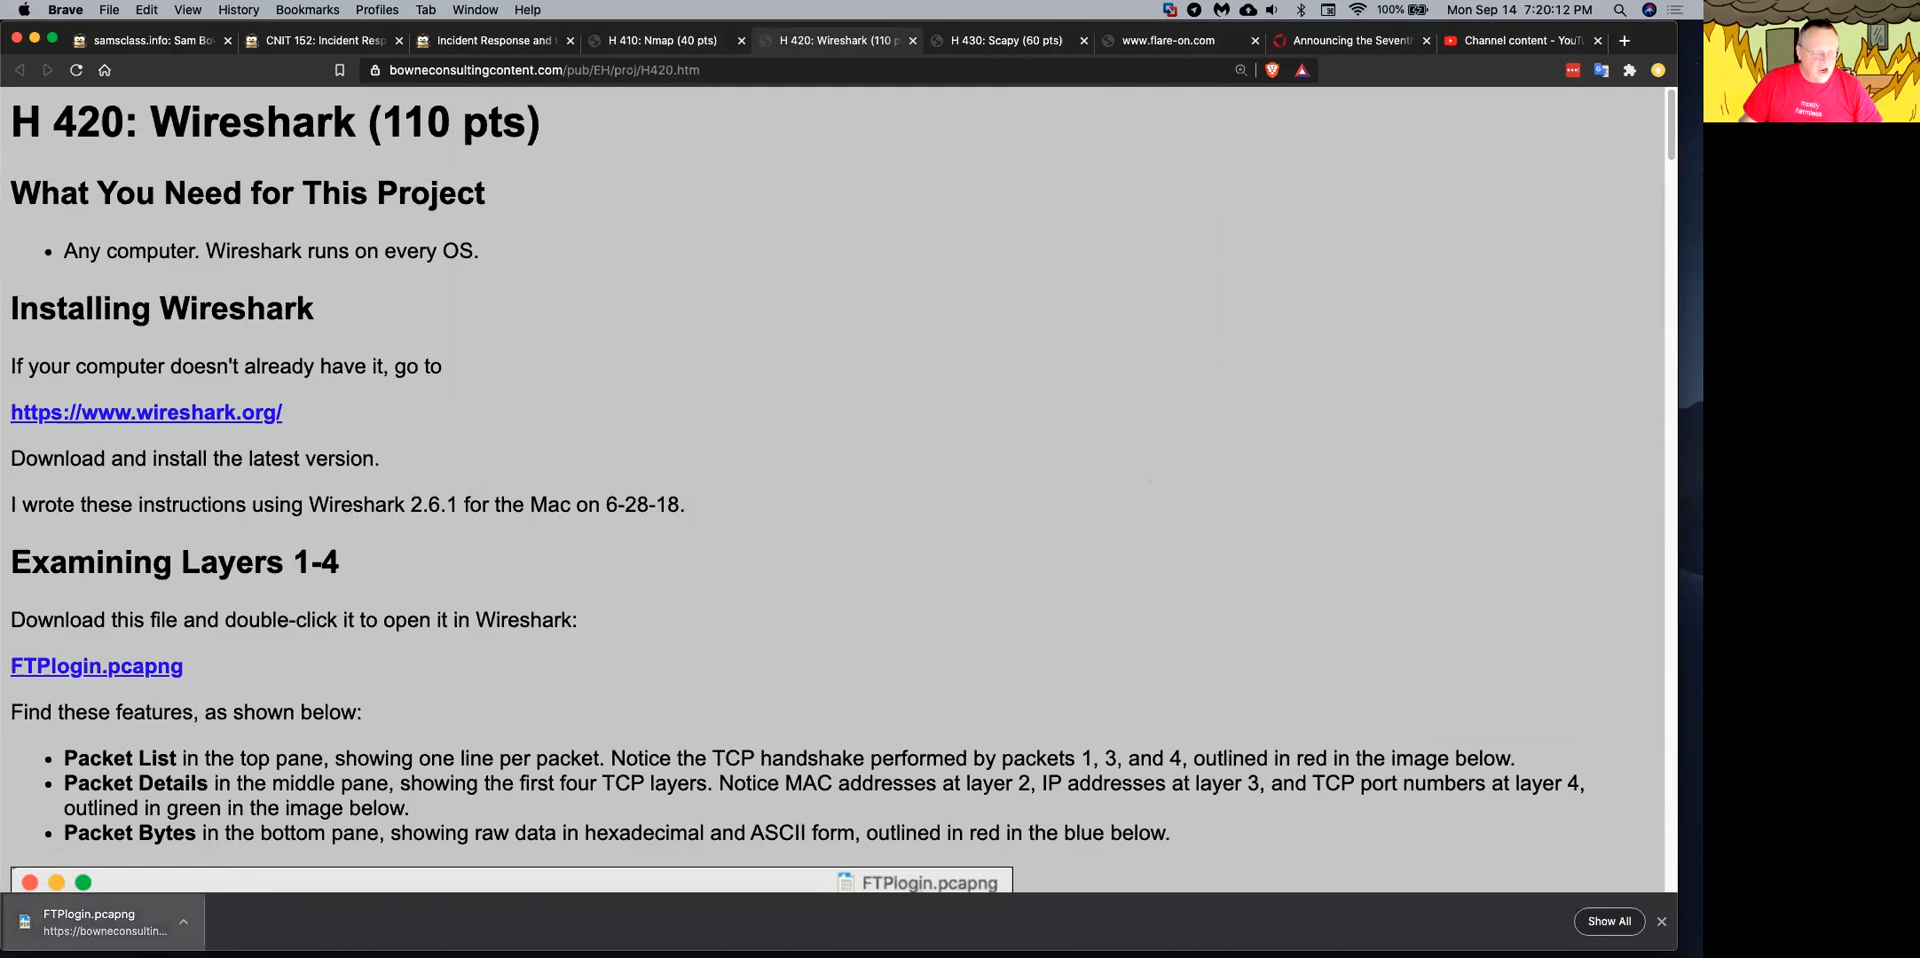 Brave File Edit View History Bookmarks Profiles Tab Window Help 100% Mon Sep 14 7:20:12 PM
samsclass.info: Sam Bo CNIT 152: Incident Resp Incident Response and H 410: Nmap (40 pts) H 420: Wireshark (110 p H 430: Scapy (60 pts) www.flare-on.com Announcing the Sevent Channel content - YouTu
bowneconsultingcontent.com/pub/EH/proj/H420.htm
mostly
harmless
H 420: Wireshark (110 pts)
What You Need for This Project
• Any computer. Wireshark runs on every OS.
Installing Wireshark
If your computer doesn't already have it, go to
https://www.wireshark.org/
Download and install the latest version.
I wrote these instructions using Wireshark 2.6.1 for the Mac on 6-28-18.
Examining Layers 1-4
Download this file and double-click it to open it in Wireshark:
FTPlogin.pcapng
Find these features, as shown below:
• Packet List in the top pane, showing one line per packet. Notice the TCP handshake performed by packets 1, 3, and 4, outlined in red in the image below.
• Packet Details in the middle pane, showing the first four TCP layers. Notice MAC addresses at layer 2, IP addresses at layer 3, and TCP port numbers at layer 4,
outlined in green in the image below.
• Packet Bytes in the bottom pane, showing raw data in hexadecimal and ASCII form, outlined in red in the blue below.
FTPlogin.pcapng
FTPlogin.pcapng
https://bowneconsultin...
Show All